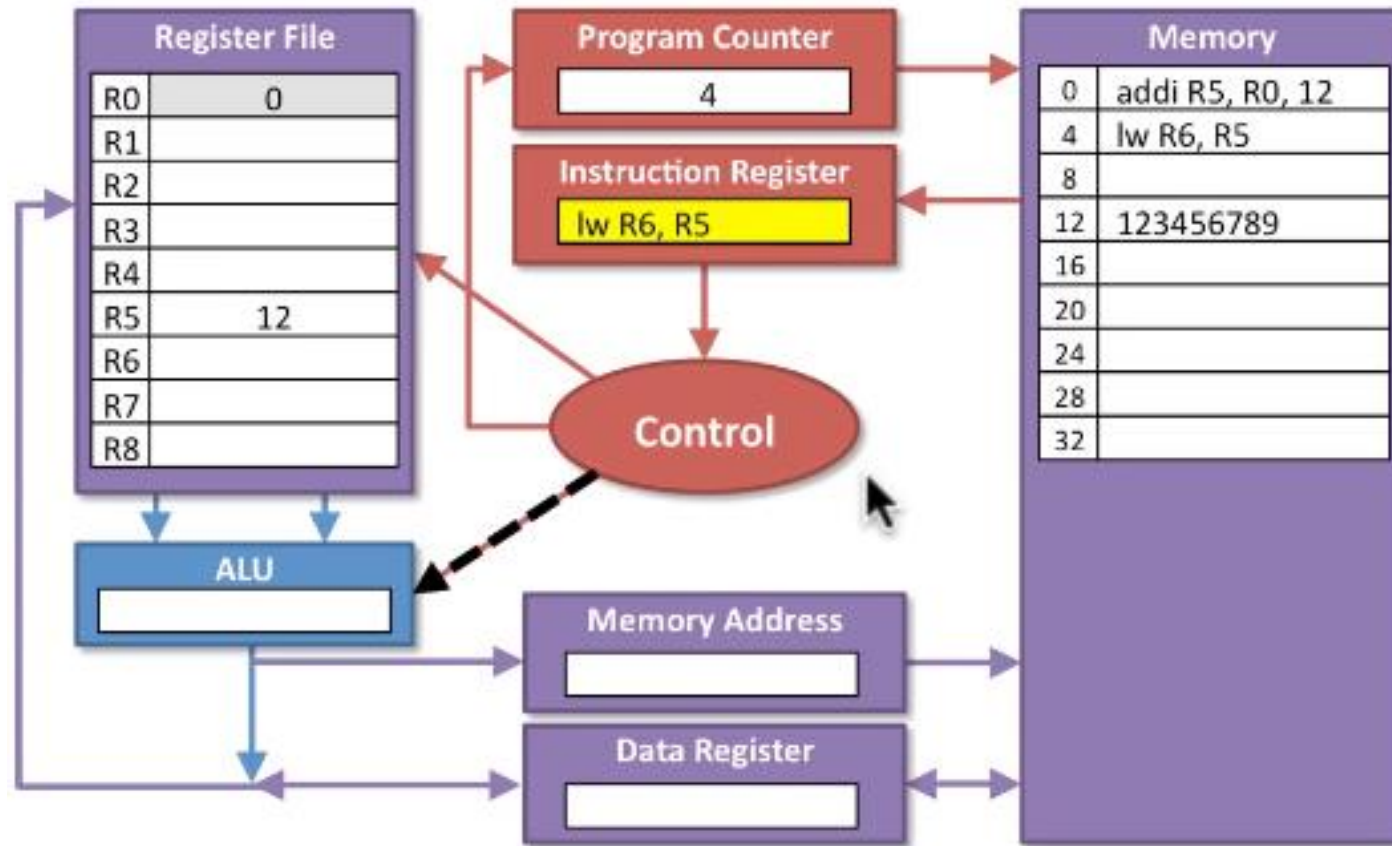 Register File
R0 0
R1
R2
R3
R4
R5 12
R6
R7
R8
Program Counter
4
Instruction Register
lw R6, R5
Control
ALU
Memory Address
Data Register
Memory
0 addi R5, R0, 12
4 lw R6, R5
8
12 123456789
16
20
24
28
32